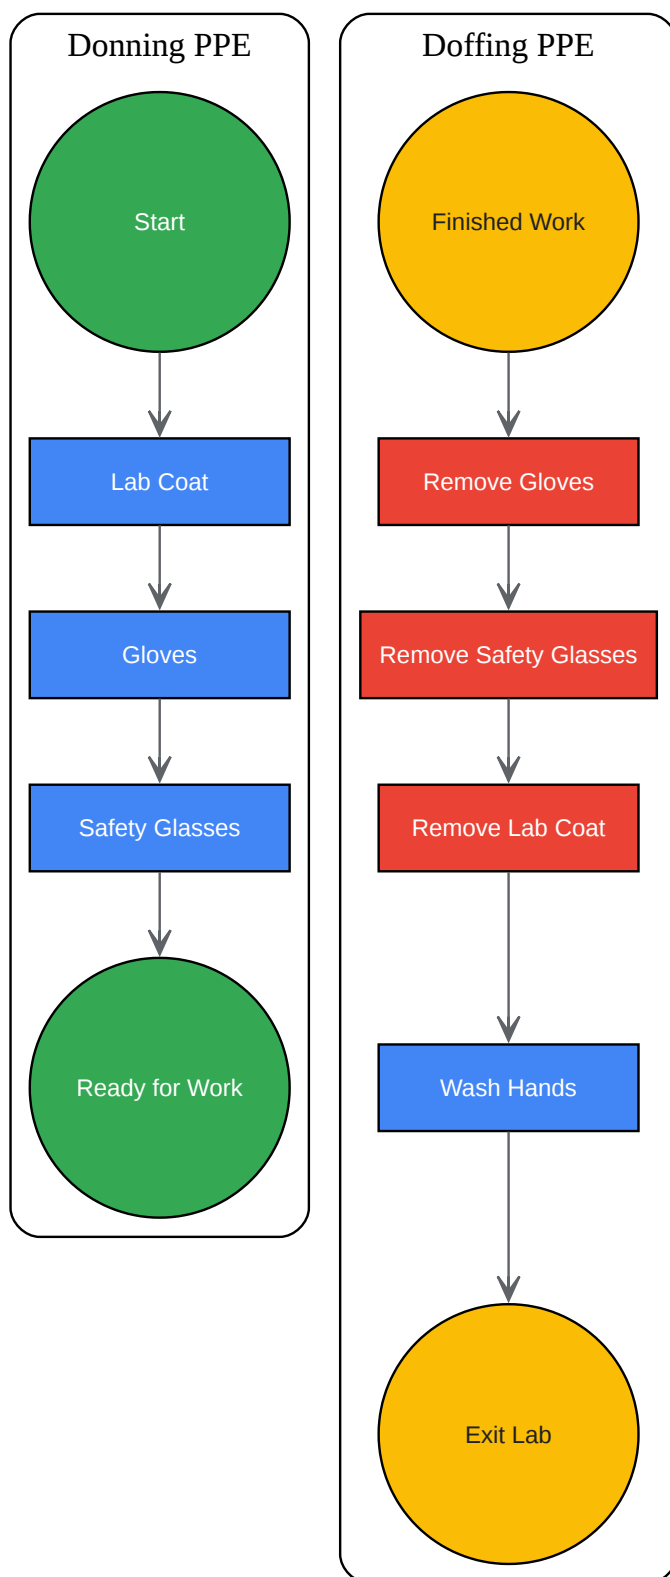 Donning PPE
Start
Lab Coat
Gloves
Safety Glasses
Ready for Work
Doffing PPE
Finished Work
Remove Gloves
Remove Safety Glasses
Remove Lab Coat
Wash Hands
Exit Lab